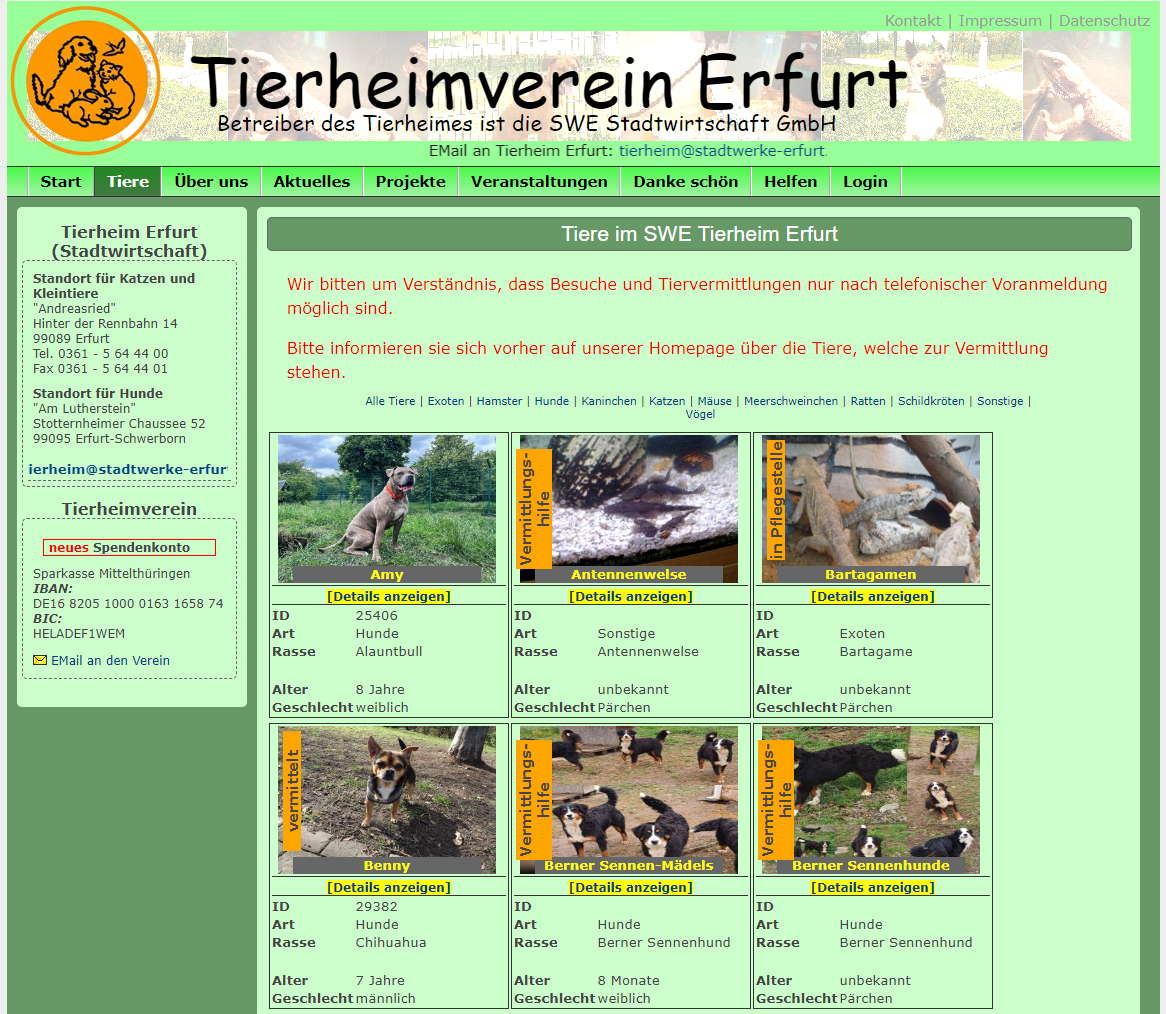 Kontakt | Impressum | Datenschutz
Tierheimverein Erfurt
Betreiber des Tierheimes ist die SWE Stadtwirtschaft GmbH
EMail an Tierheim Erfurt: tierheim@stadtwerke-erfurt.
Start Tiere Über uns Aktuelles Projekte Veranstaltungen Danke schön Helfen Login
Tierheim Erfurt
(Stadtwirtschaft)
Standort für Katzen und
Kleintiere
"Andreasried"
Hinter der Rennbahn 14
99089 Erfurt
Tel. 0361 - 5 64 44 00
Fax 0361 - 5 64 44 01
Standort für Hunde
"Am Lutherstein"
Stotternheimer Chaussee 52
99095 Erfurt-Schwerborn
ierheim@stadtwerke-erfur
Tierheimverein
neues Spendenkonto
Sparkasse Mittelthüringen
IBAN:
DE16 8205 1000 0163 1658 74
BIC:
HELADEF1WEM
EMail an den Verein
Tiere im SWE Tierheim Erfurt
Wir bitten um Verständnis, dass Besuche und Tiervermittlungen nur nach telefonischer Voranmeldung
möglich sind.
Bitte informieren sie sich vorher auf unserer Homepage über die Tiere, welche zur Vermittlung
stehen.
Alle Tiere | Exoten | Hamster | Hunde | Kaninchen | Katzen | Mäuse | Meerschweinchen | Ratten | Schildkröten | Sonstige |
Vögel
Amy
[Details anzeigen]
ID 25406
Art Hunde
Rasse Alauntbull
Alter 8 Jahre
Geschlecht weiblich
Vermittlungs-
hilfe
Antennenwelse
[Details anzeigen]
ID
Art Sonstige
Rasse Antennenwelse
Alter unbekannt
Geschlecht Pärchen
in Pflegestelle
Bartagamen
[Details anzeigen]
ID
Art Exoten
Rasse Bartagame
Alter unbekannt
Geschlecht Pärchen
vermittelt
Benny
[Details anzeigen]
ID 29382
Art Hunde
Rasse Chihuahua
Alter 7 Jahre
Geschlecht männlich
Vermittlungs-
hilfe
Berner Sennen-Mädels
[Details anzeigen]
ID
Art Hunde
Rasse Berner Sennenhund
Alter 8 Monate
Geschlecht weiblich
Vermittlungs-
hilfe
Berner Sennenhunde
[Details anzeigen]
ID
Art Hunde
Rasse Berner Sennenhund
Alter unbekannt
Geschlecht Pärchen